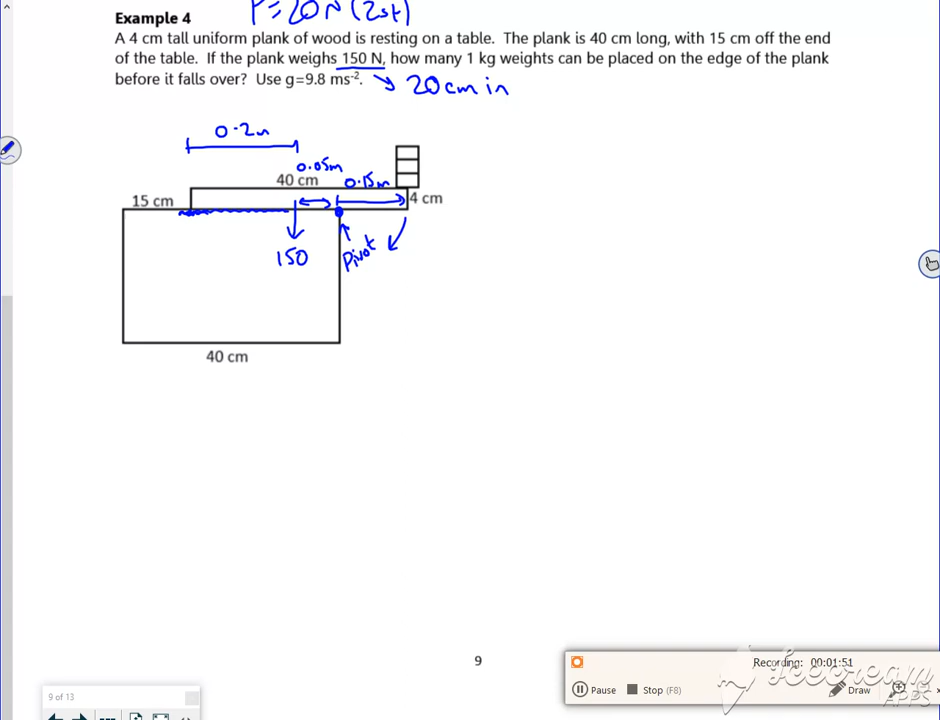 P=20N (2sf)
Example 4
A 4 cm tall uniform plank of wood is resting on a table. The plank is 40 cm long, with 15 cm off the end
of the table. If the plank weighs 150 N, how many 1 kg weights can be placed on the edge of the plank
before it falls over? Use g=9.8 ms-2.
20cm in
0.2m
0.05m
40 cm
0.15m
15 cm
4 cm
150
Pivot
40 cm
9
Recording: 00:01:51
Pause
Stop (F8)
Draw
Icecream
APPS
9 of 13